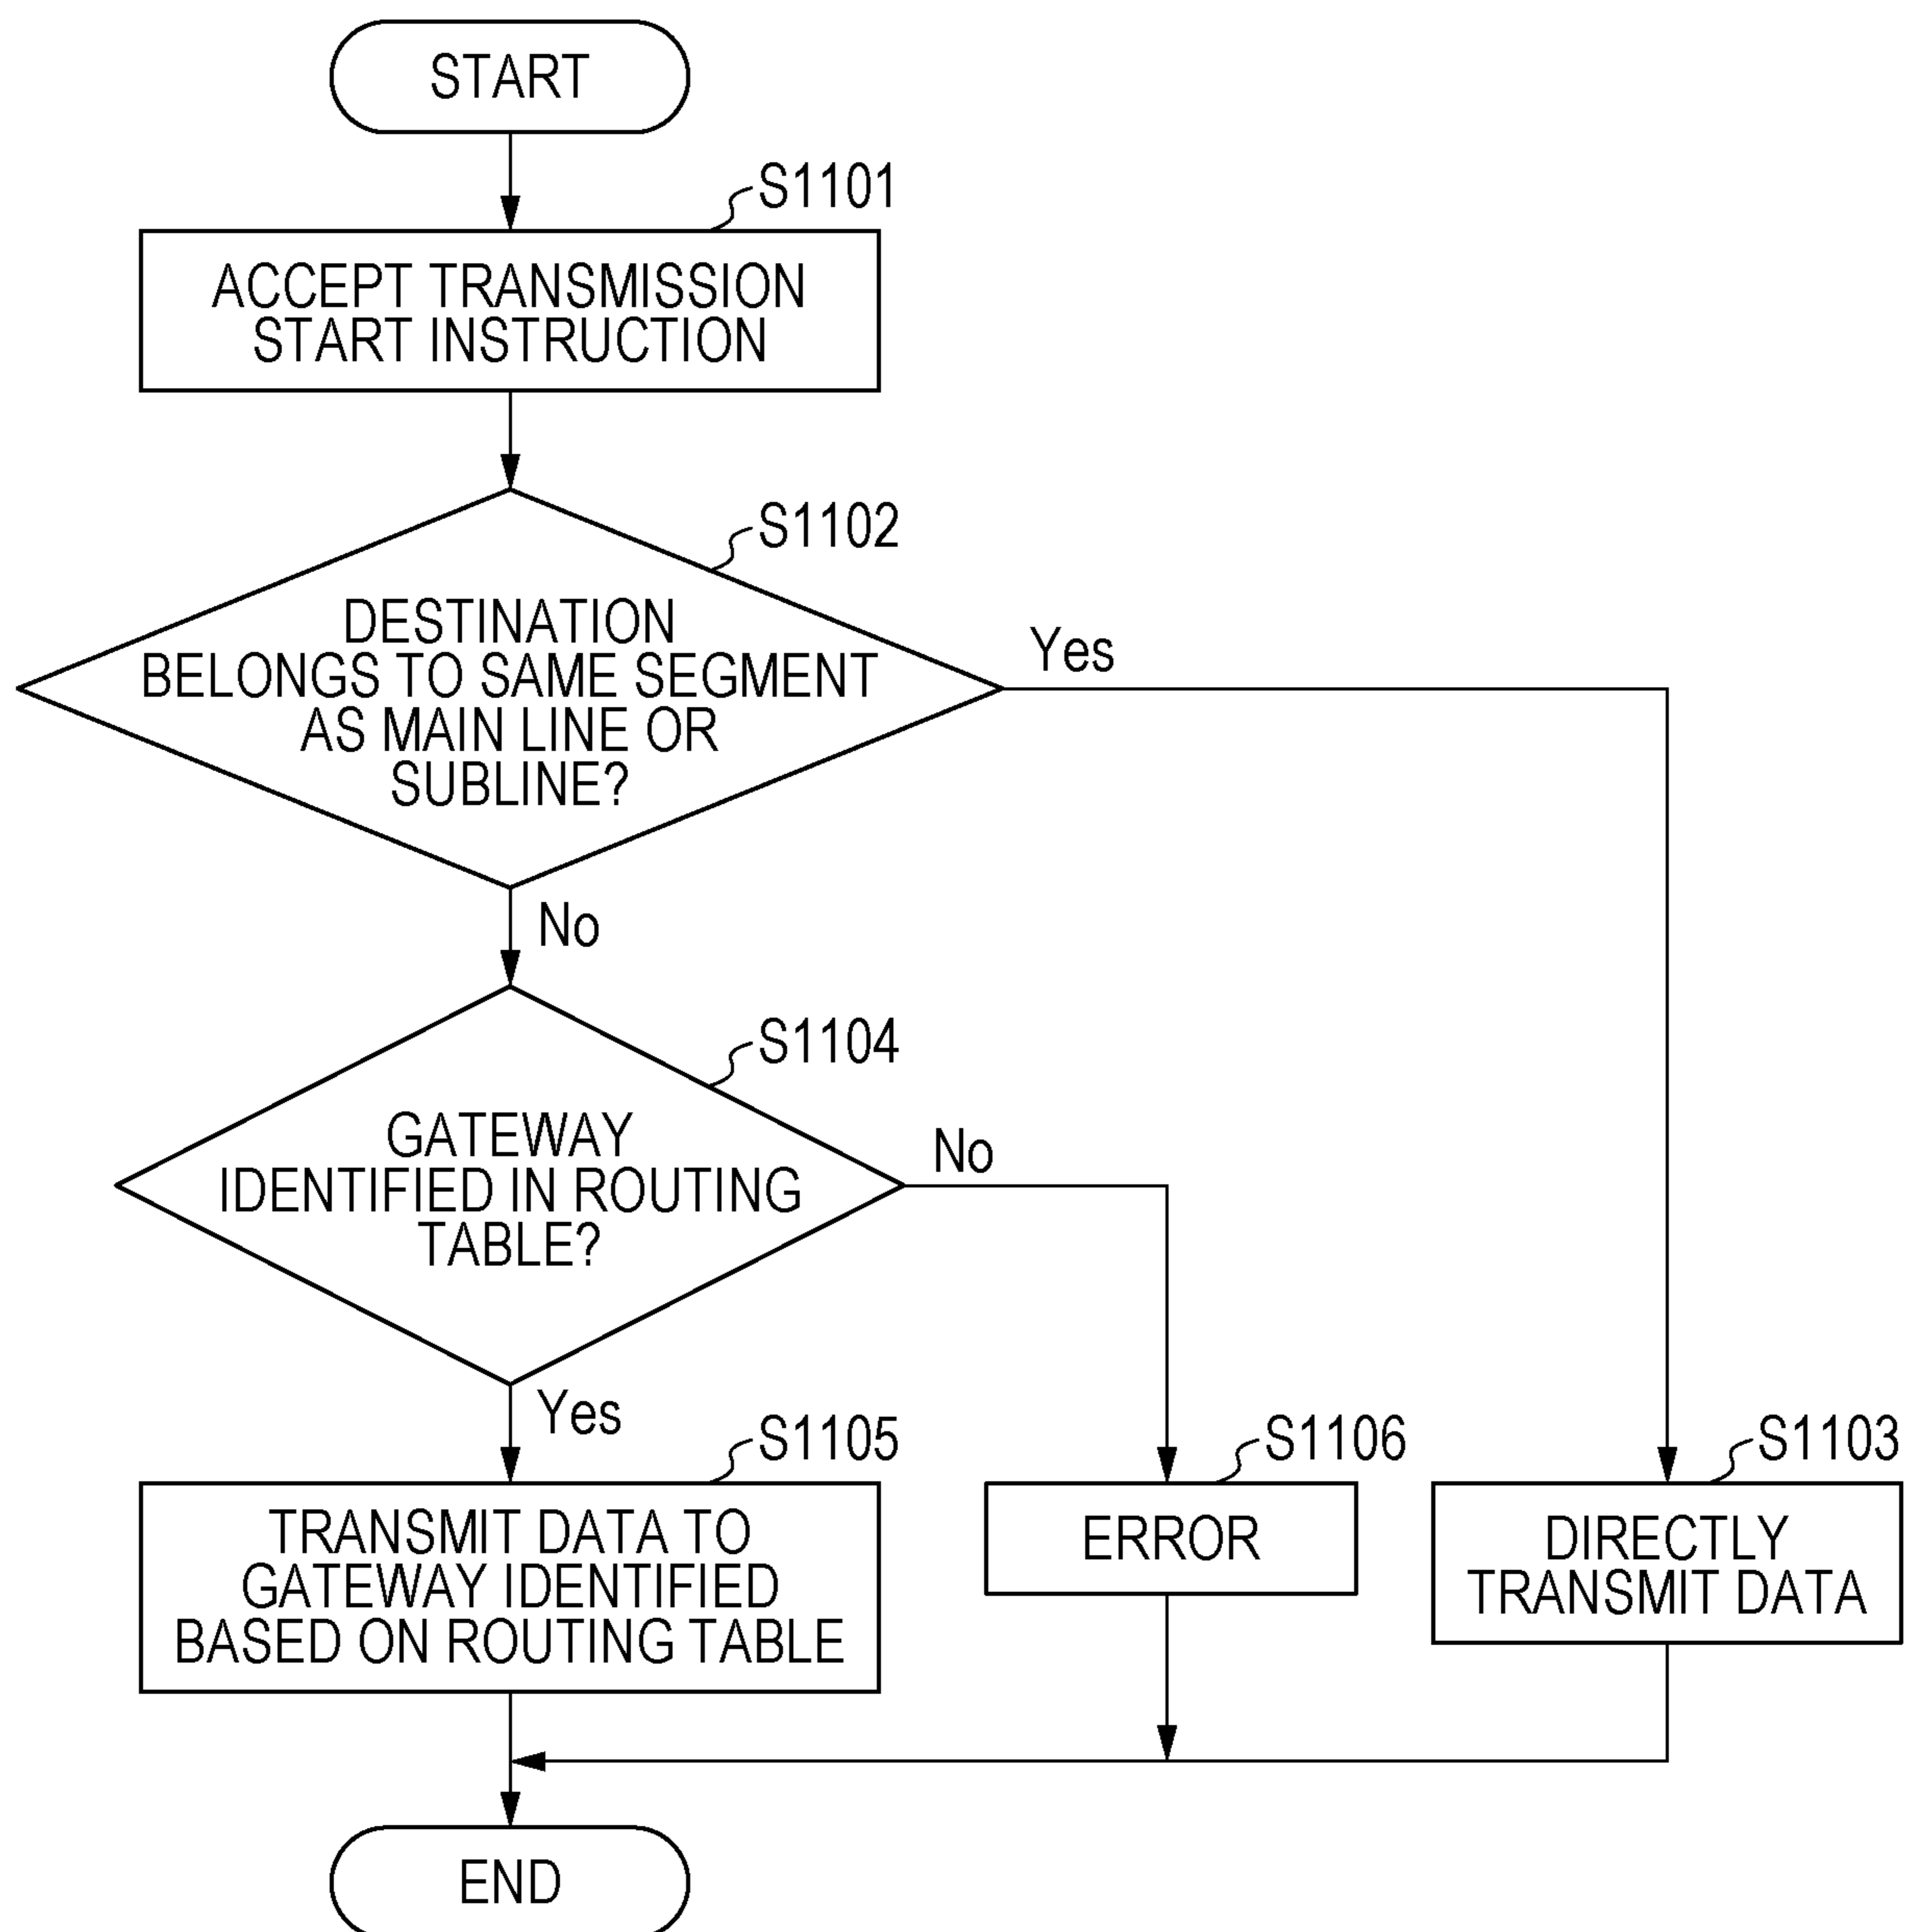 START
S1101
ACCEPT TRANSMISSION
START INSTRUCTION
S1102
DESTINATION
BELONGS TO SAME SEGMENT
AS MAIN LINE OR
SUBLINE?
Yes
No
S1104
GATEWAY
IDENTIFIED IN ROUTING
TABLE?
No
Yes
S1105
TRANSMIT DATA TO
GATEWAY IDENTIFIED
BASED ON ROUTING TABLE
S1106
ERROR
S1103
DIRECTLY
TRANSMIT DATA
END